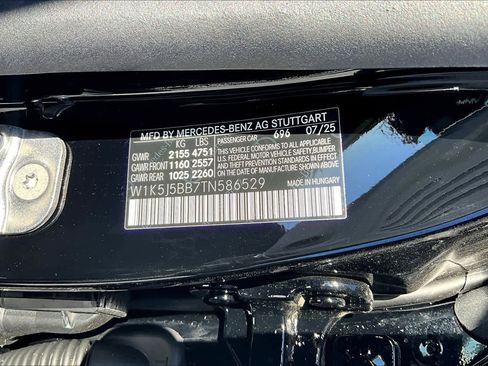 MFD BY MERCEDES-BENZ AG STUTTGART
KG LBS PASSENGER CAR 696 07/25
GVWR 2155 4751
GAWR FRONT 1160 2557
GAWR REAR 1025 2260
THIS VEHICLE CONFORMS TO ALL APPLICABLE
U.S. FEDERAL MOTOR VEHICLE SAFETY, BUMPER,
AND THEFT PREVENTION STANDARDS IN EFFECT
ON THE DATE OF MANUFACTURE SHOWN ABOVE.
W1K5J5BB7TN586529 MADE IN HUNGARY